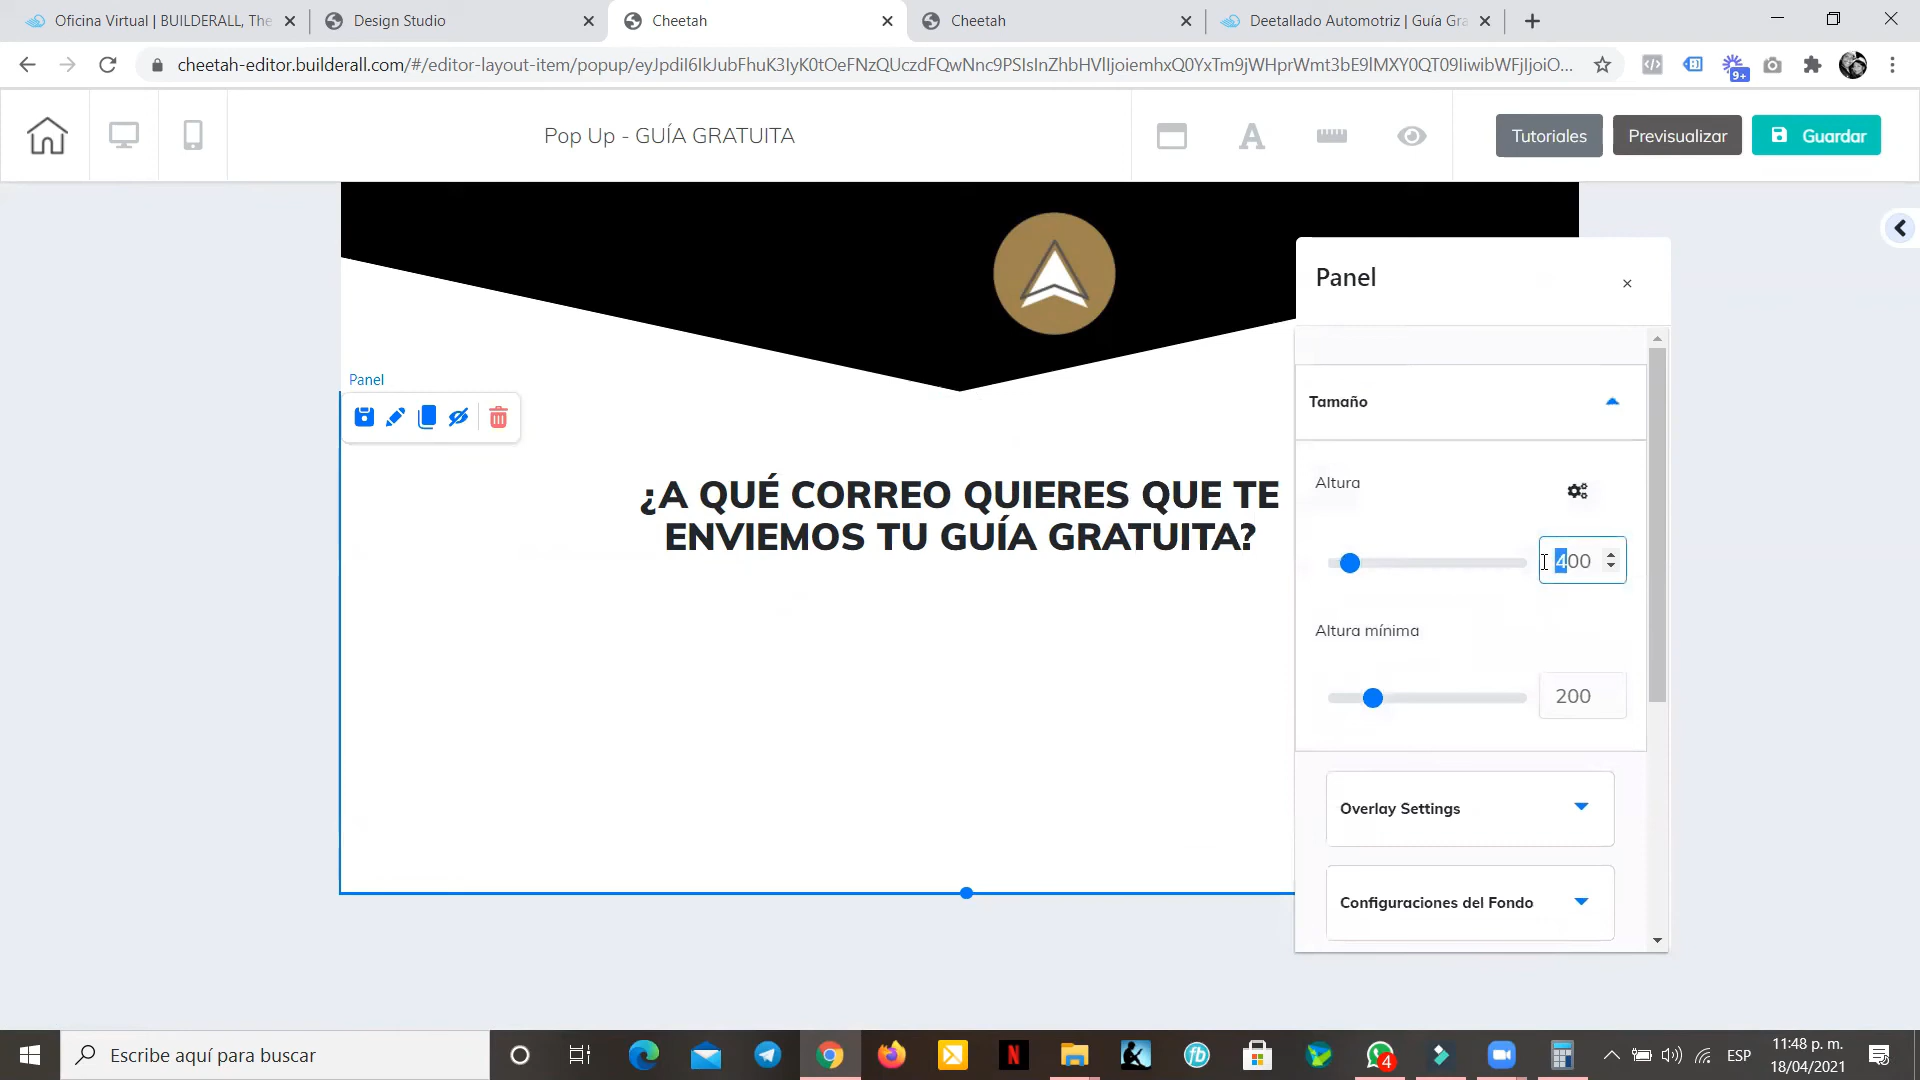 Oficina Virtual | BUILDERALL, The
Design Studio
Cheetah
Cheetah
Deetallado Automotriz | Guía Gra
cheetah-editor.builderall.com/#/editor-layout-item/popup/
9+
Pop Up - GUÍA GRATUITA
Tutoriales
Previsualizar
Guardar
Panel
Panel
Tamaño
¿A QUÉ CORREO QUIERES QUE TE
ENVIEMOS TU GUÍA GRATUITA?
Altura
400
Altura mínima
200
Overlay Settings
Configuraciones del Fondo
Escribe aquí para buscar
4
ESP
11:48 p. m.
18/04/2021